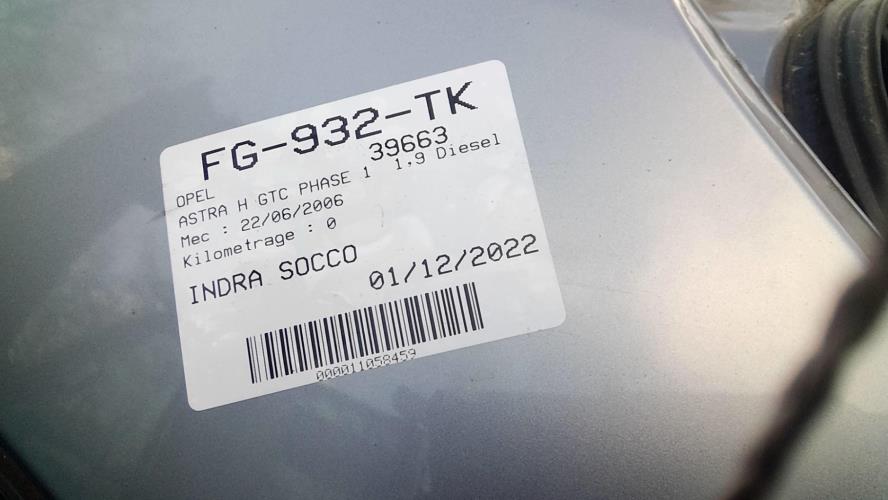 FG-932-TK
39663
OPEL
ASTRA H GTC PHASE 1 1.9 Diesel
Mec : 22/06/2006
Kilometrage : 0
INDRA SOCCO
01/12/2022
000011058459